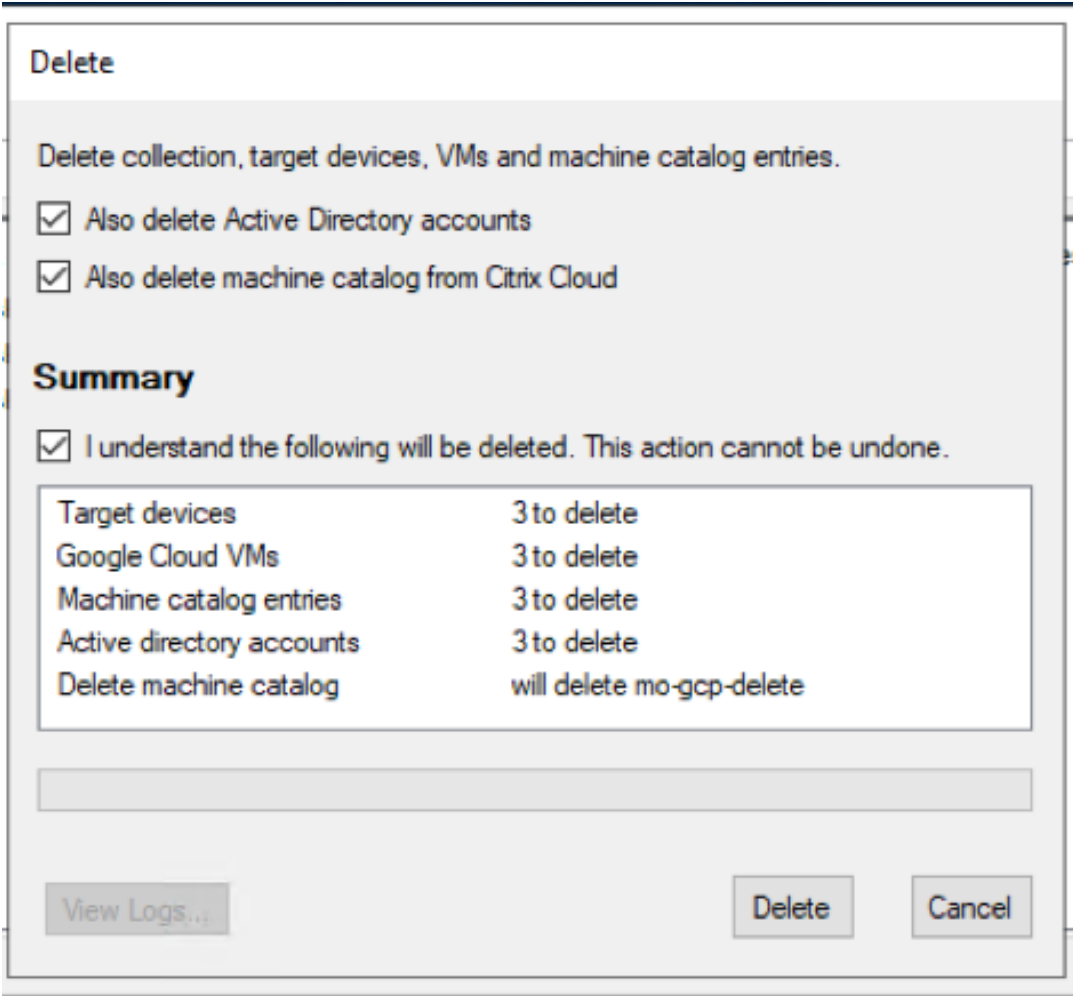 Delete
Delete collection, target devices, VMs and machine catalog entries.
Also delete Active Directory accounts
Also delete machine catalog from Citrix Cloud
Summary
I understand the following will be deleted. This action cannot be undone.
Target devices 3 to delete
Google Cloud VMs 3 to delete
Machine catalog entries 3 to delete
Active directory accounts 3 to delete
Delete machine catalog will delete mo-gcp-delete
View Logs...
Delete Cancel